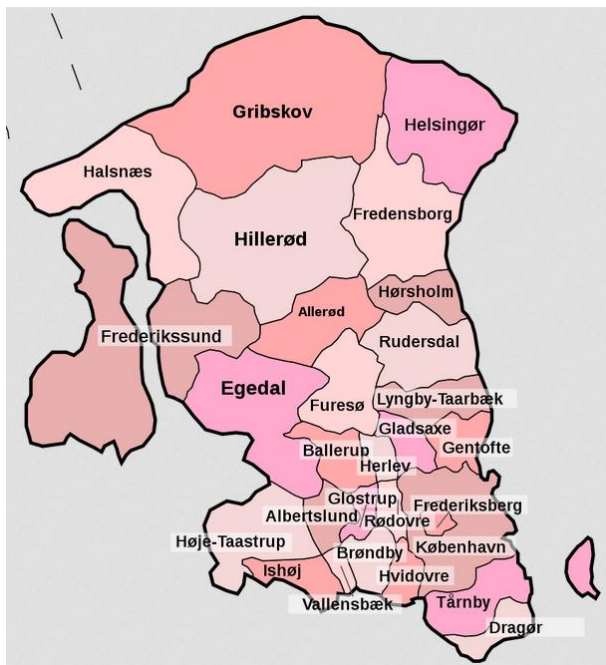 Gribskov
Helsingør
Halsnæs
Fredensborg
Hillerød
Hørsholm
Allerød
Frederikssund
Rudersdal
Egedal
Furesø
Lyngby-Taarbæk
Gladsaxe
Ballerup
Gentofte
Herlev
Glostrup
Frederiksberg
Albertslund
Rødovre
Høje-Taastrup
Brøndby
København
Ishøj
Hvidovre
Vallensbæk
Tårnby
Dragør